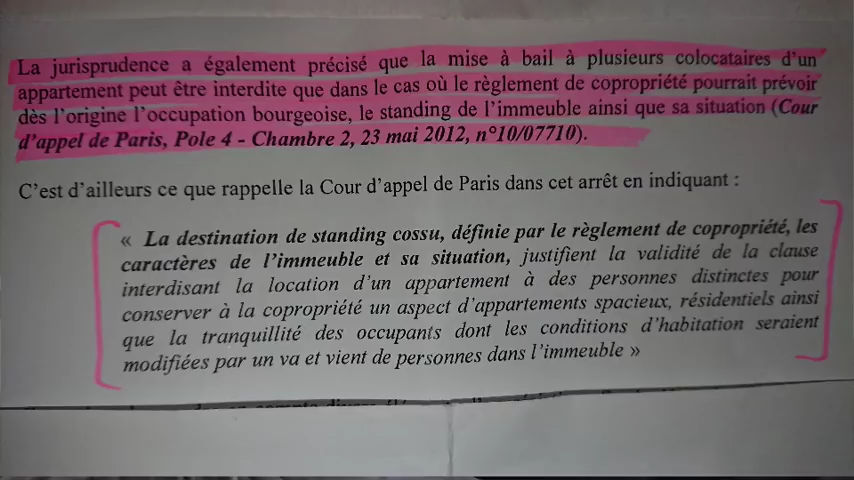 La jurisprudence a également précisé que la mise à bail à plusieurs colocataires d'un
appartement peut être interdite que dans le cas où le règlement de copropriété pourrait prévoir
dès l'origine l'occupation bourgeoise, le standing de l'immeuble ainsi que sa situation (Cour
d'appel de Paris, Pole 4 - Chambre 2, 23 mai 2012, n°10/07710).
C'est d'ailleurs ce que rappelle la Cour d'appel de Paris dans cet arrêt en indiquant :
« La destination de standing cossu, définie par le règlement de copropriété, les
caractères de l'immeuble et sa situation, justifient la validité de la clause
interdisant la location d'un appartement à des personnes distinctes pour
conserver à la copropriété un aspect d'appartements spacieux, résidentiels ainsi
que la tranquillité des occupants dont les conditions d'habitation seraient
modifiées par un va et vient de personnes dans l'immeuble »